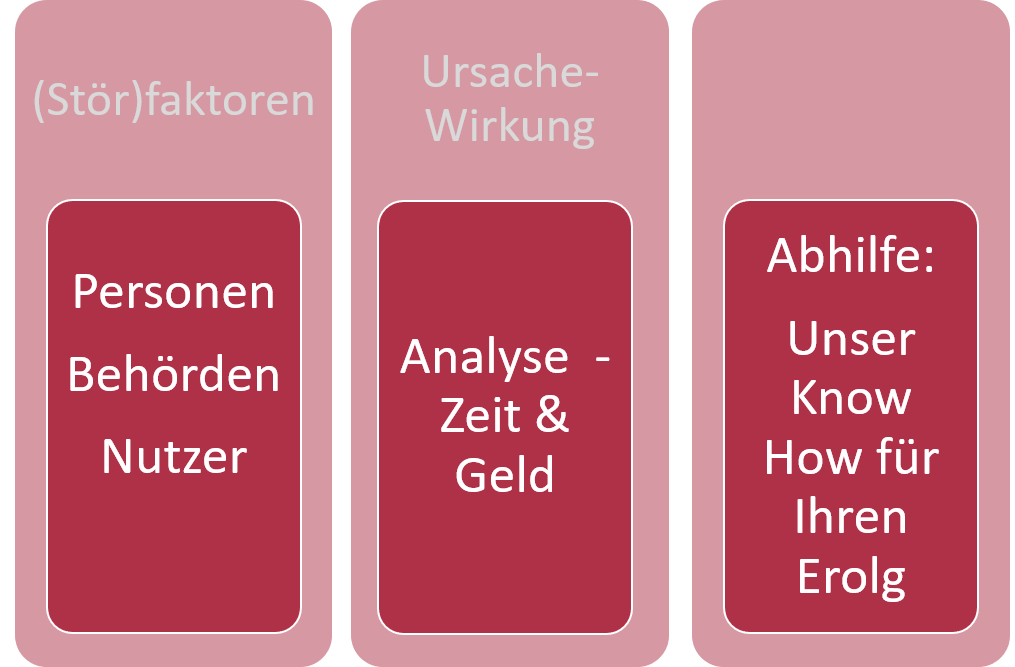 (Stör)faktoren
Personen
Behörden
Nutzer
Ursache-
Wirkung
Analyse -
Zeit &
Geld
Abhilfe:
Unser
Know
How für
Ihren
Erolg